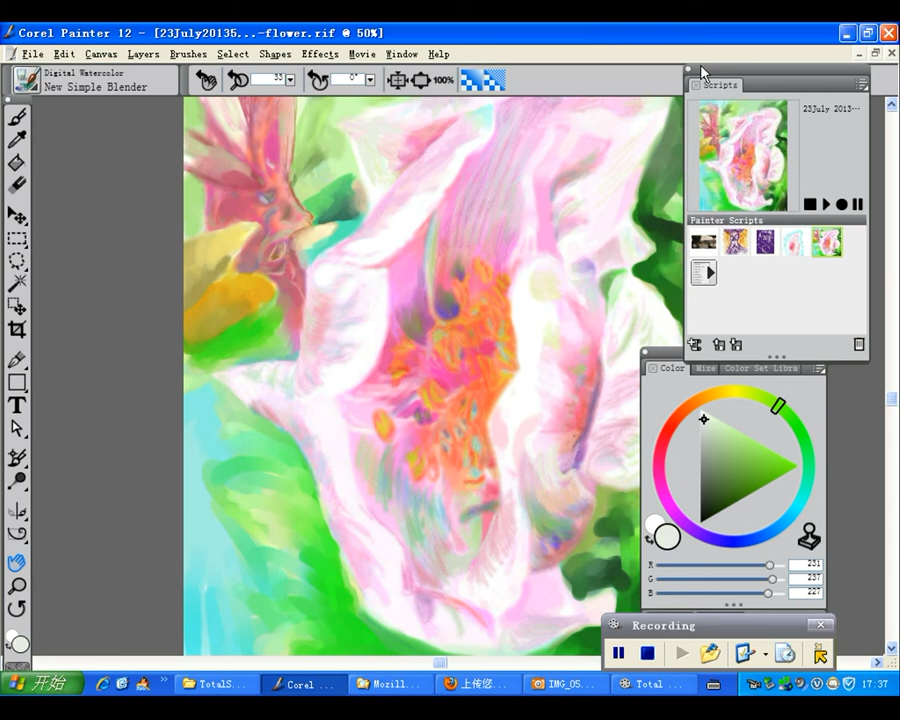 Corel Painter 12 - [23July20135...-flower.rif @ 50%]
File Edit Canvas Layers Brushes Select Shapes Effects Movie Window Help
Digital Watercolor
New Simple Blender
33
0°
100%
Scripts
23July 2013...
Painter Scripts
Color Mixe Color Set Libra
R 231
G 237
B 227
Recording
开始
TotalS...
Corel ...
Mozill...
上传您...
IMG_05...
Total ...
17:37